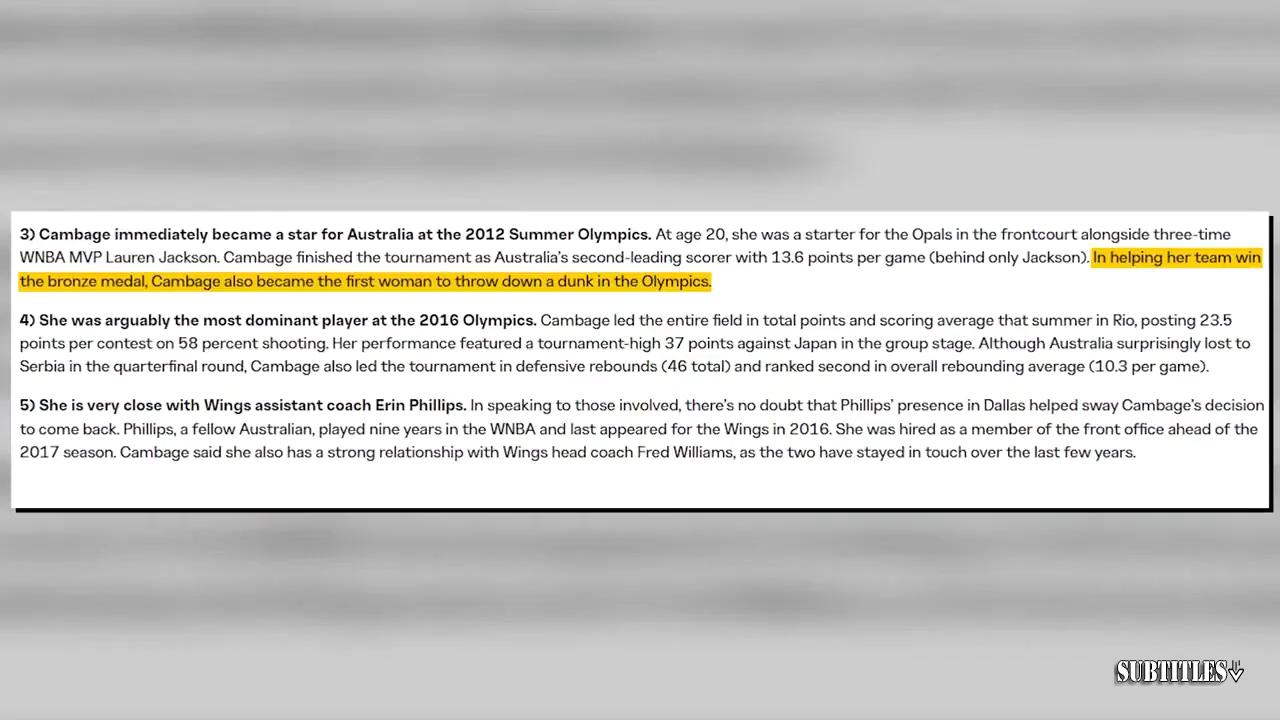 3) Cambage immediately became a star for Australia at the 2012 Summer Olympics. At age 20, she was a starter for the Opals in the frontcourt alongside three-time
WNBA MVP Lauren Jackson. Cambage finished the tournament as Australia's second-leading scorer with 13.6 points per game (behind only Jackson). In helping her team win
the bronze medal, Cambage also became the first woman to throw down a dunk in the Olympics.
4) She was arguably the most dominant player at the 2016 Olympics. Cambage led the entire field in total points and scoring average that summer in Rio, posting 23.5
points per contest on 58 percent shooting. Her performance featured a tournament-high 37 points against Japan in the group stage. Although Australia surprisingly lost to
Serbia in the quarterfinal round, Cambage also led the tournament in defensive rebounds (46 total) and ranked second in overall rebounding average (10.3 per game).
5) She is very close with Wings assistant coach Erin Phillips. In speaking to those involved, there's no doubt that Phillips' presence in Dallas helped sway Cambage's decision
to come back. Phillips, a fellow Australian, played nine years in the WNBA and last appeared for the Wings in 2016. She was hired as a member of the front office ahead of the
2017 season. Cambage said she also has a strong relationship with Wings head coach Fred Williams, as the two have stayed in touch over the last few years.
SUBTITLES